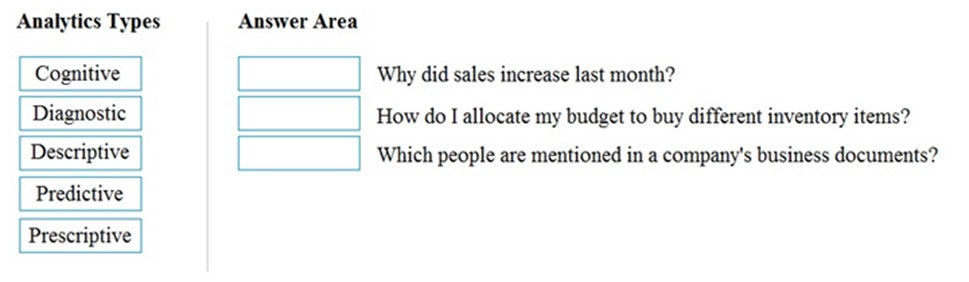 Analytics Types
Answer Area
Cognitive
Why did sales increase last month?
Diagnostic
How do I allocate my budget to buy different inventory items?
Descriptive
Which people are mentioned in a company's business documents?
Predictive
Prescriptive